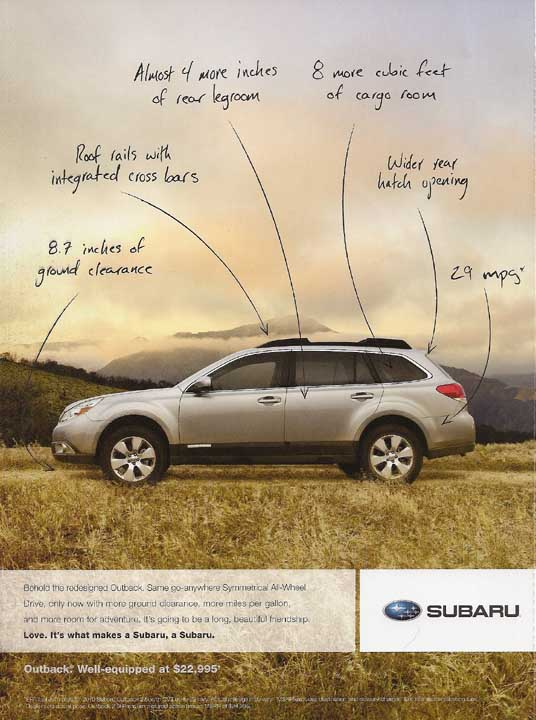 Almost 4 more inches
of rear legroom
8 more cubic feet
of cargo room
Roof rails with
integrated cross bars
Wider rear
hatch opening
8.7 inches of
ground clearance
29 mpg*
Behold the redesigned Outback. Same go-anywhere Symmetrical All-Wheel
Drive, only now with more ground clearance, more miles per gallon,
and more room for adventure. It's going to be a long, beautiful friendship.
Love. It's what makes a Subaru, a Subaru.
SUBARU
Outback. Well-equipped at $22,995†